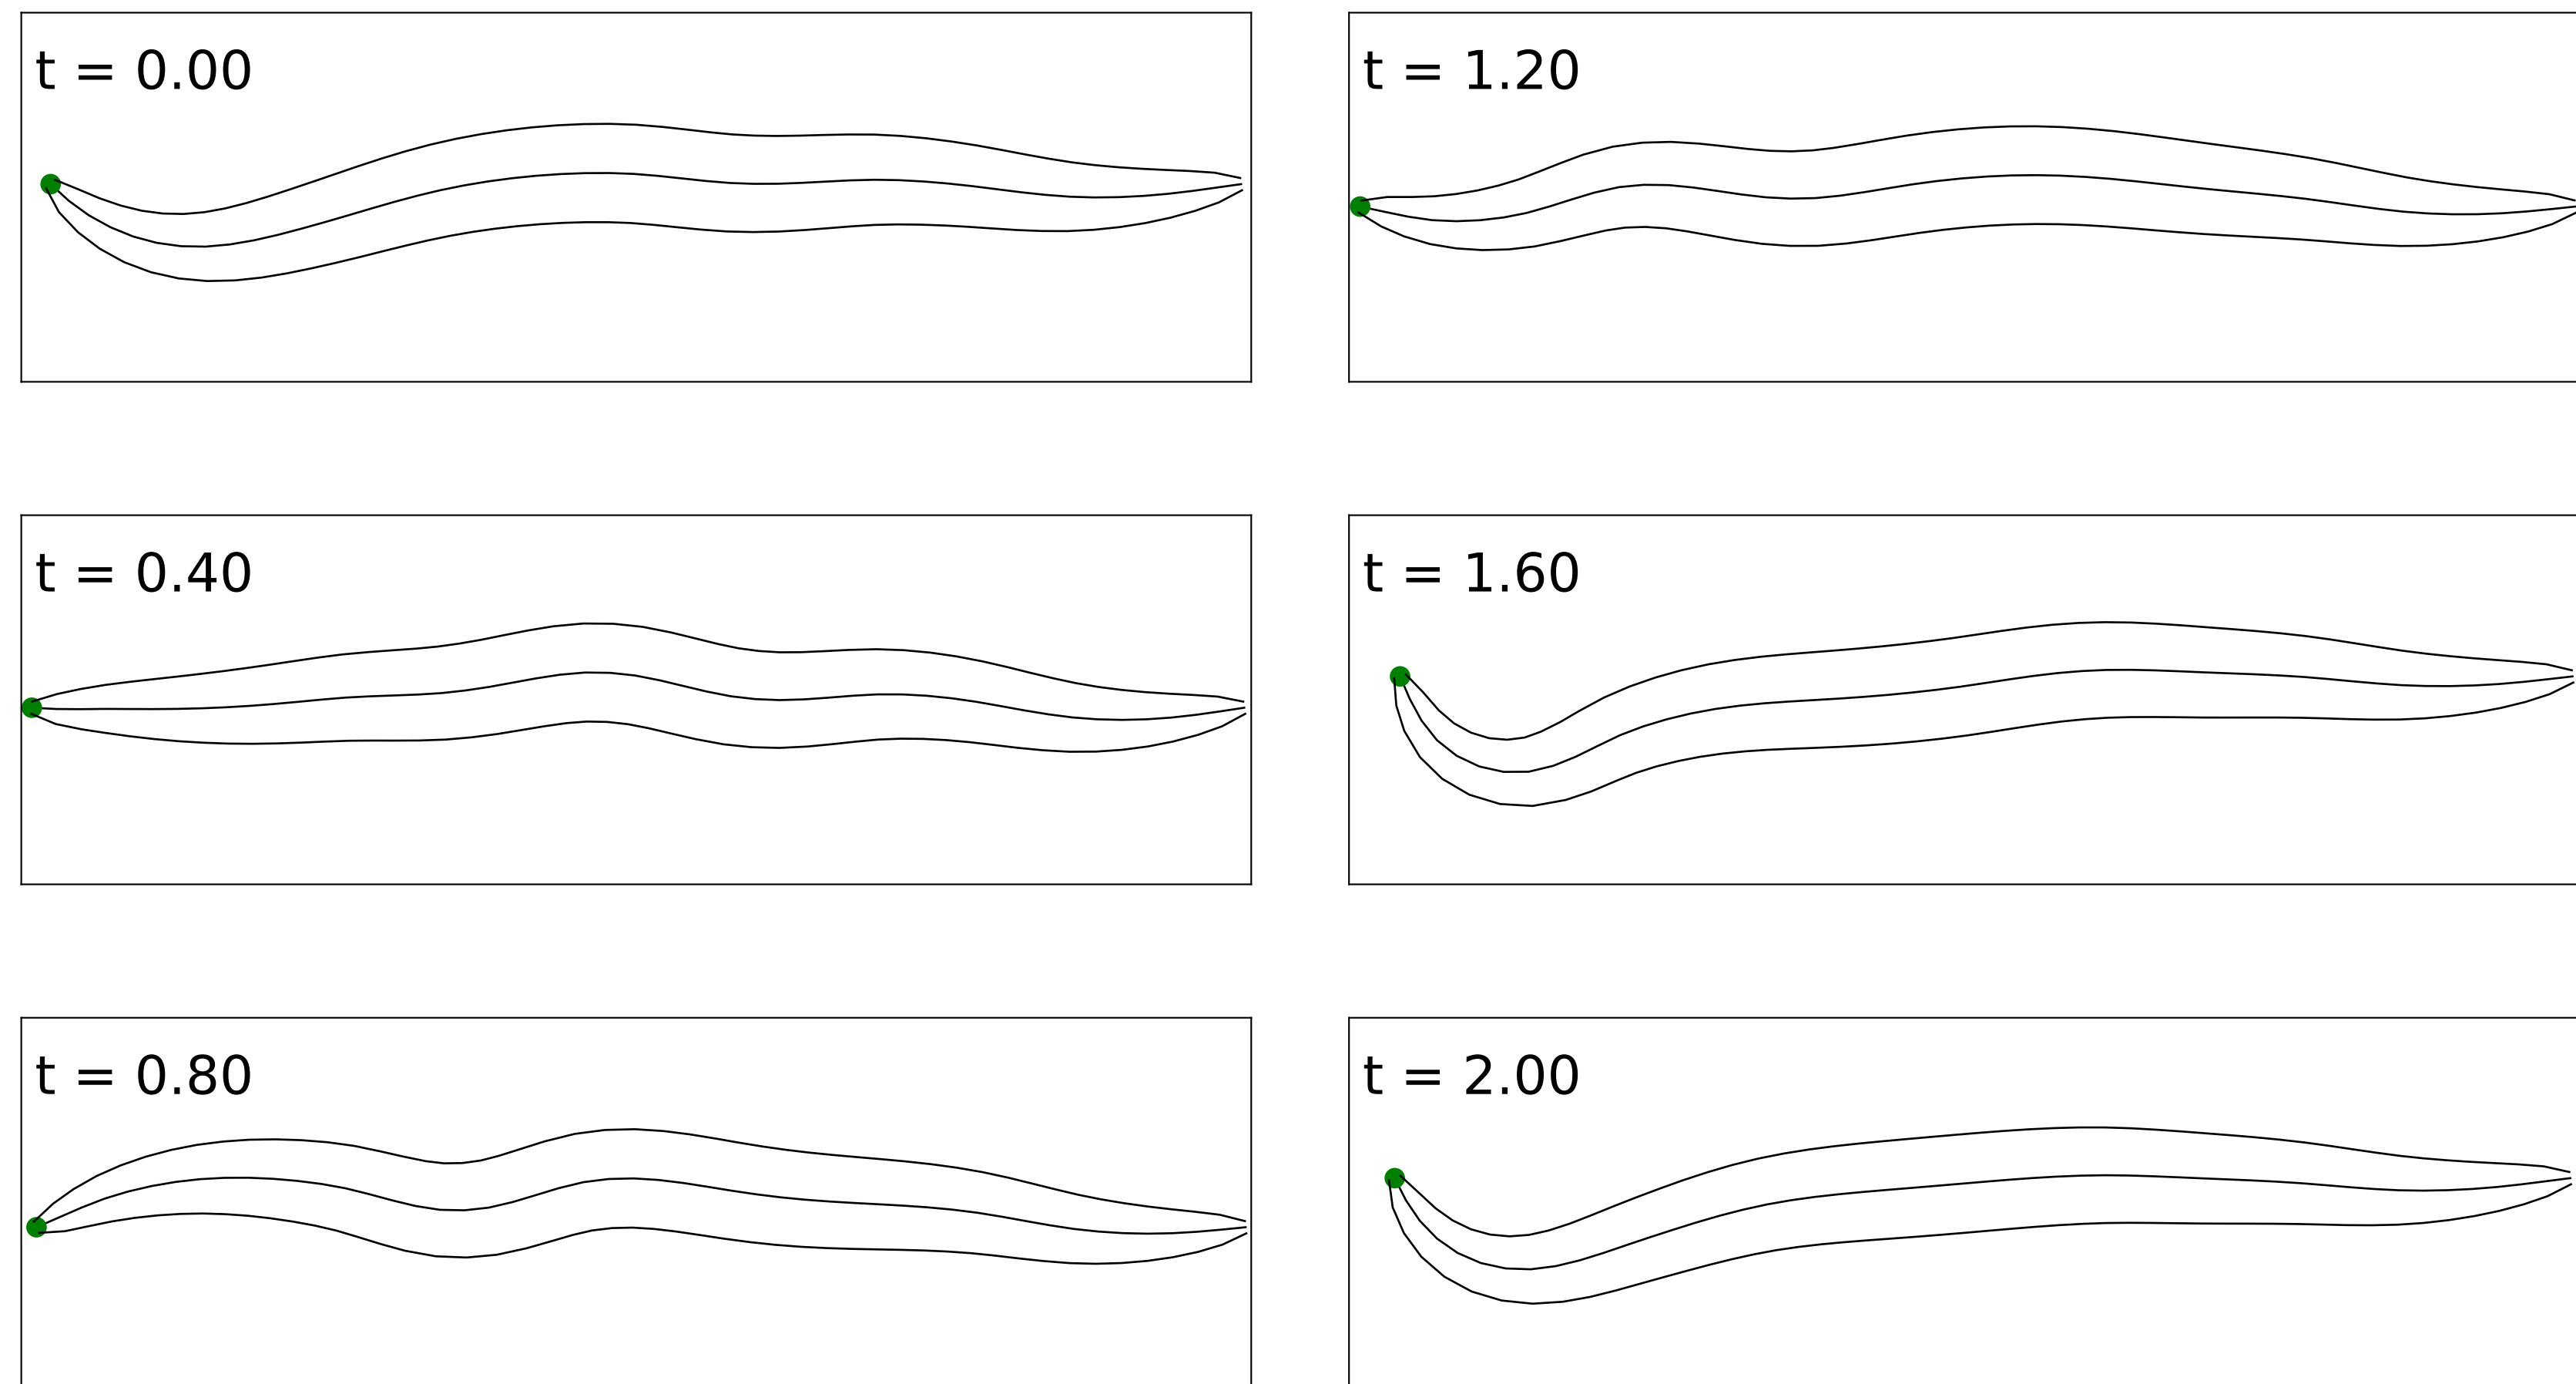 t = 0.00
t = 1.20
t = 0.40
t = 1.60
t = 0.80
t = 2.00